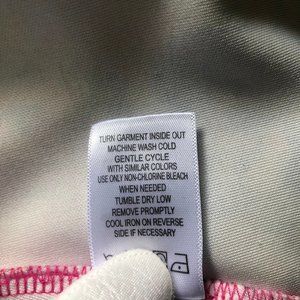 TURN GARMENT INSIDE OUT
MACHINE WASH COLD
GENTLE CYCLE
WITH SIMILAR COLORS
USE ONLY NON-CHLORINE BLEACH
WHEN NEEDED
TUMBLE DRY LOW
REMOVE PROMPTLY
COOL IRON ON REVERSE
SIDE IF NECESSARY